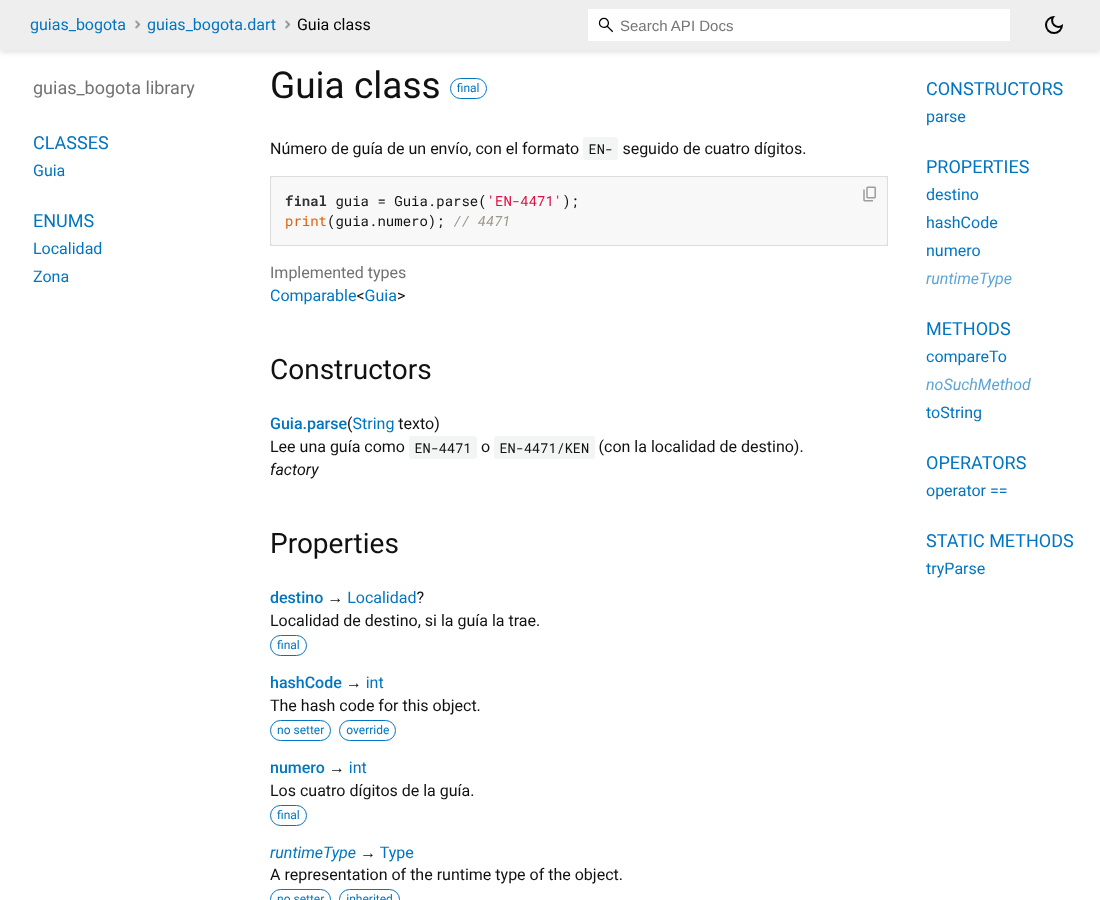 guias_bogota › guias_bogota.dart › Guia class
Search API Docs
guias_bogota library
CLASSES
Guia
ENUMS
Localidad
Zona
Guia class final
Número de guía de un envío, con el formato EN- seguido de cuatro dígitos.
final guia = Guia.parse('EN-4471');
print(guia.numero); // 4471
Implemented types
Comparable<Guia>
Constructors
Guia.parse(String texto)
Lee una guía como EN-4471 o EN-4471/KEN (con la localidad de destino).
factory
Properties
destino → Localidad?
Localidad de destino, si la guía la trae.
final
hashCode → int
The hash code for this object.
no setter override
numero → int
Los cuatro dígitos de la guía.
final
runtimeType → Type
A representation of the runtime type of the object.
no setter inherited
CONSTRUCTORS
parse
PROPERTIES
destino
hashCode
numero
runtimeType
METHODS
compareTo
noSuchMethod
toString
OPERATORS
operator ==
STATIC METHODS
tryParse